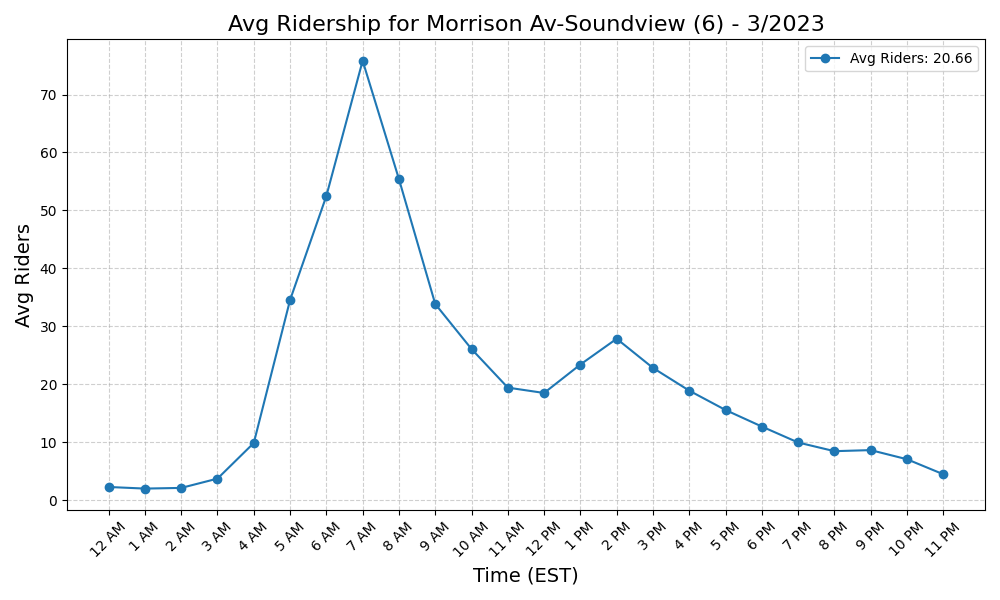 Avg Ridership for Morrison Av-Soundview (6) - 3/2023
Avg Riders: 20.66
Avg Riders
70
60
50
40
30
20
10
0
12 AM
1 AM
2 AM
3 AM
4 AM
5 AM
6 AM
7 AM
8 AM
9 AM
10 AM
11 AM
12 PM
1 PM
2 PM
3 PM
4 PM
5 PM
6 PM
7 PM
8 PM
9 PM
10 PM
11 PM
Time (EST)